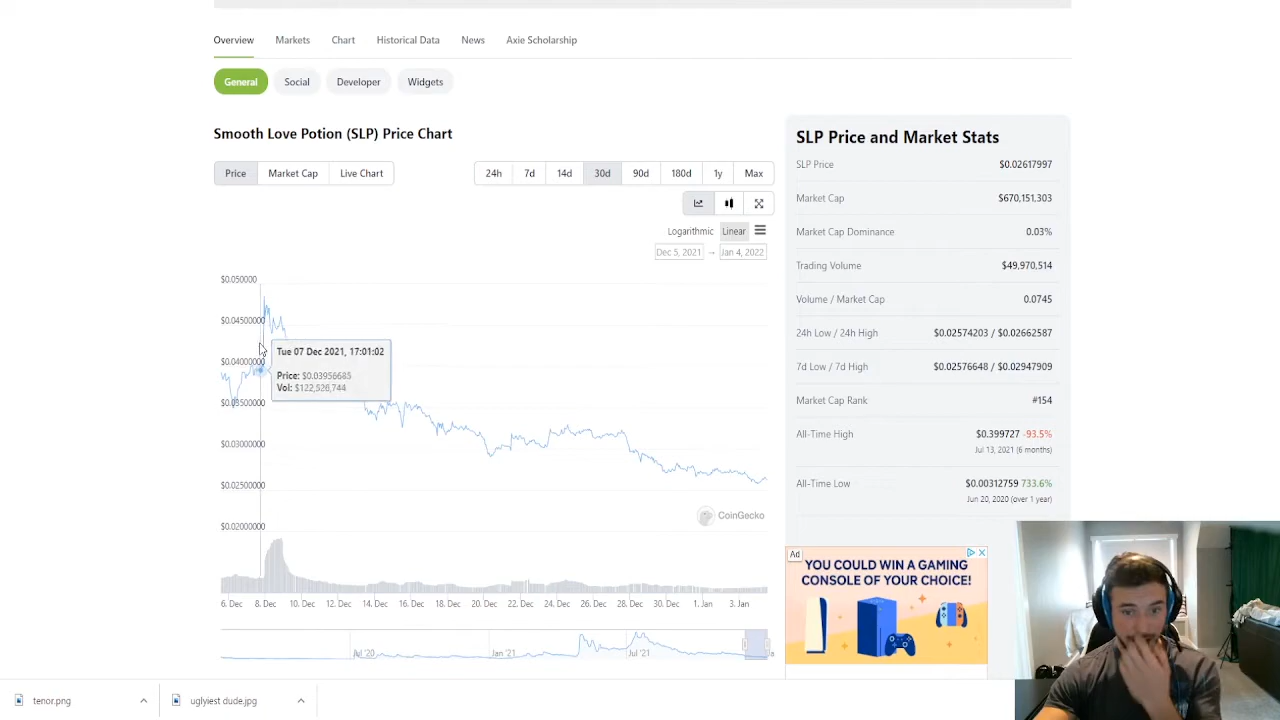 Overview Markets Chart Historical Data News Axie Scholarship
General Social Developer Widgets
Smooth Love Potion (SLP) Price Chart
Price Market Cap Live Chart
24h 7d 14d 30d 90d 180d 1y Max
Logarithmic Linear
Dec 5, 2021 → Jan 4, 2022
$0.050000
$0.04500000
$0.04000000
$0.03500000
$0.03000000
$0.02500000
$0.02000000
Tue 07 Dec 2021, 17:01:02
Price: $0.03956685
Vol: $122,526,744
CoinGecko
6. Dec 8. Dec 10. Dec 12. Dec 14. Dec 16. Dec 18. Dec 20. Dec 22. Dec 24. Dec 26. Dec 28. Dec 30. Dec 1. Jan 3. Jan
Jul '20 Jan '21 Jul '21
SLP Price and Market Stats
SLP Price $0.02617997
Market Cap $670,151,303
Market Cap Dominance 0.03%
Trading Volume $49,970,514
Volume / Market Cap 0.0745
24h Low / 24h High $0.02574203 / $0.02662587
7d Low / 7d High $0.02576648 / $0.02947909
Market Cap Rank #154
All-Time High $0.399727 -93.5%
Jul 13, 2021 (6 months)
All-Time Low $0.00312759 733.6%
Jun 20, 2020 (over 1 year)
Ad
YOU COULD WIN A GAMING
CONSOLE OF YOUR CHOICE!
tenor.png uglyiest dude.jpg